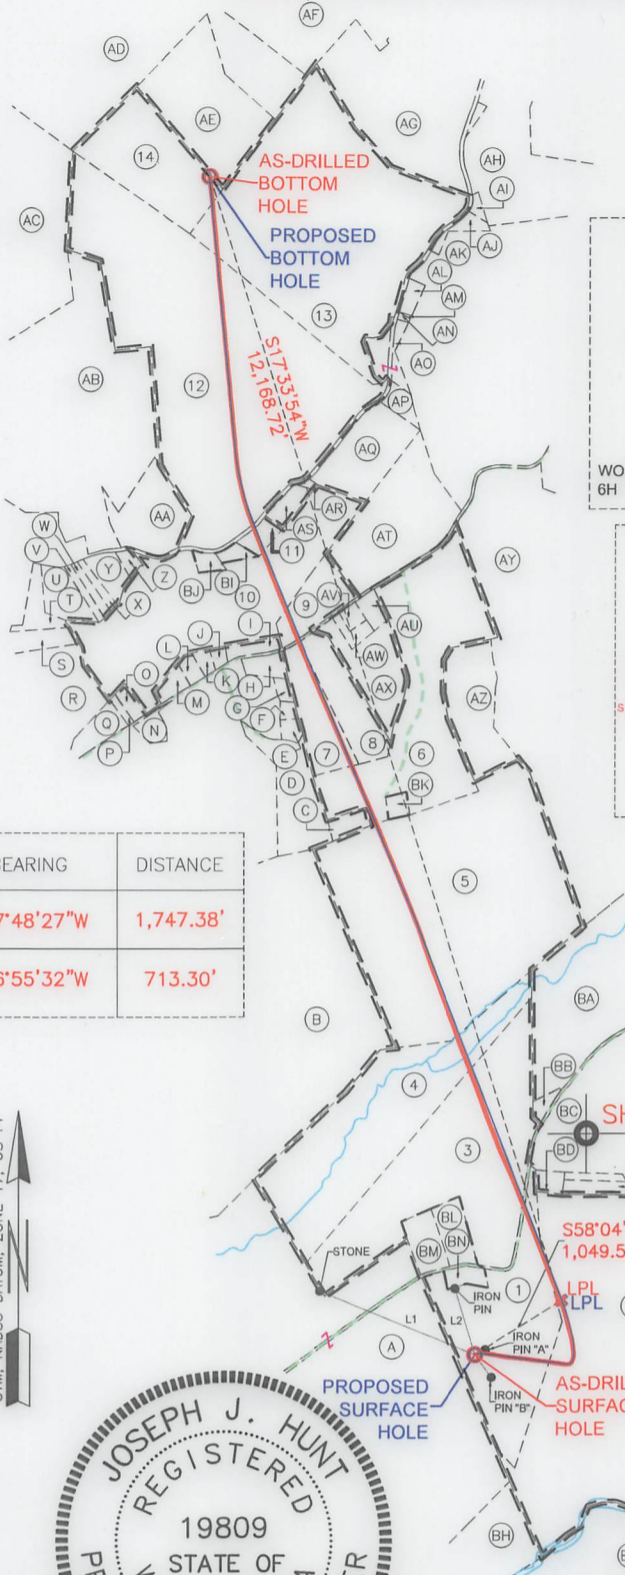 AF
AD
AE
AG
14
AS-DRILLED
BOTTOM
HOLE
AH
AI
AC
PROPOSED
BOTTOM
HOLE
AJ
AK
AL
AM
AN
AO
13
S17°33'54"W
12,168.72'
AB
12
AP
AQ
WO
6H
AA
AR
AS
11
AT
AY
W
V
U
T
Y
Z
X
BJ
BI
10
I
9
AV
AU
S
R
O
L
J
K
H
AW
AX
AZ
Q
P
N
M
G
F
E
D
C
7
8
6
BK
EARING
DISTANCE
7°48'27"W
1,747.38'
6°55'32"W
713.30'
5
B
BA
4
BB
BC
BD
SH
3
STONE
BL
BM
BN
S58°04'
1,049.5
IRON
PIN
1
LPL
LPL
L1
L2
A
IRON
PIN "A"
IRON
PIN "B"
PROPOSED
SURFACE
HOLE
AS-DRIL
SURFAC
HOLE
BH
JOSEPH J. HUNT
REGISTERED
19809
STATE OF